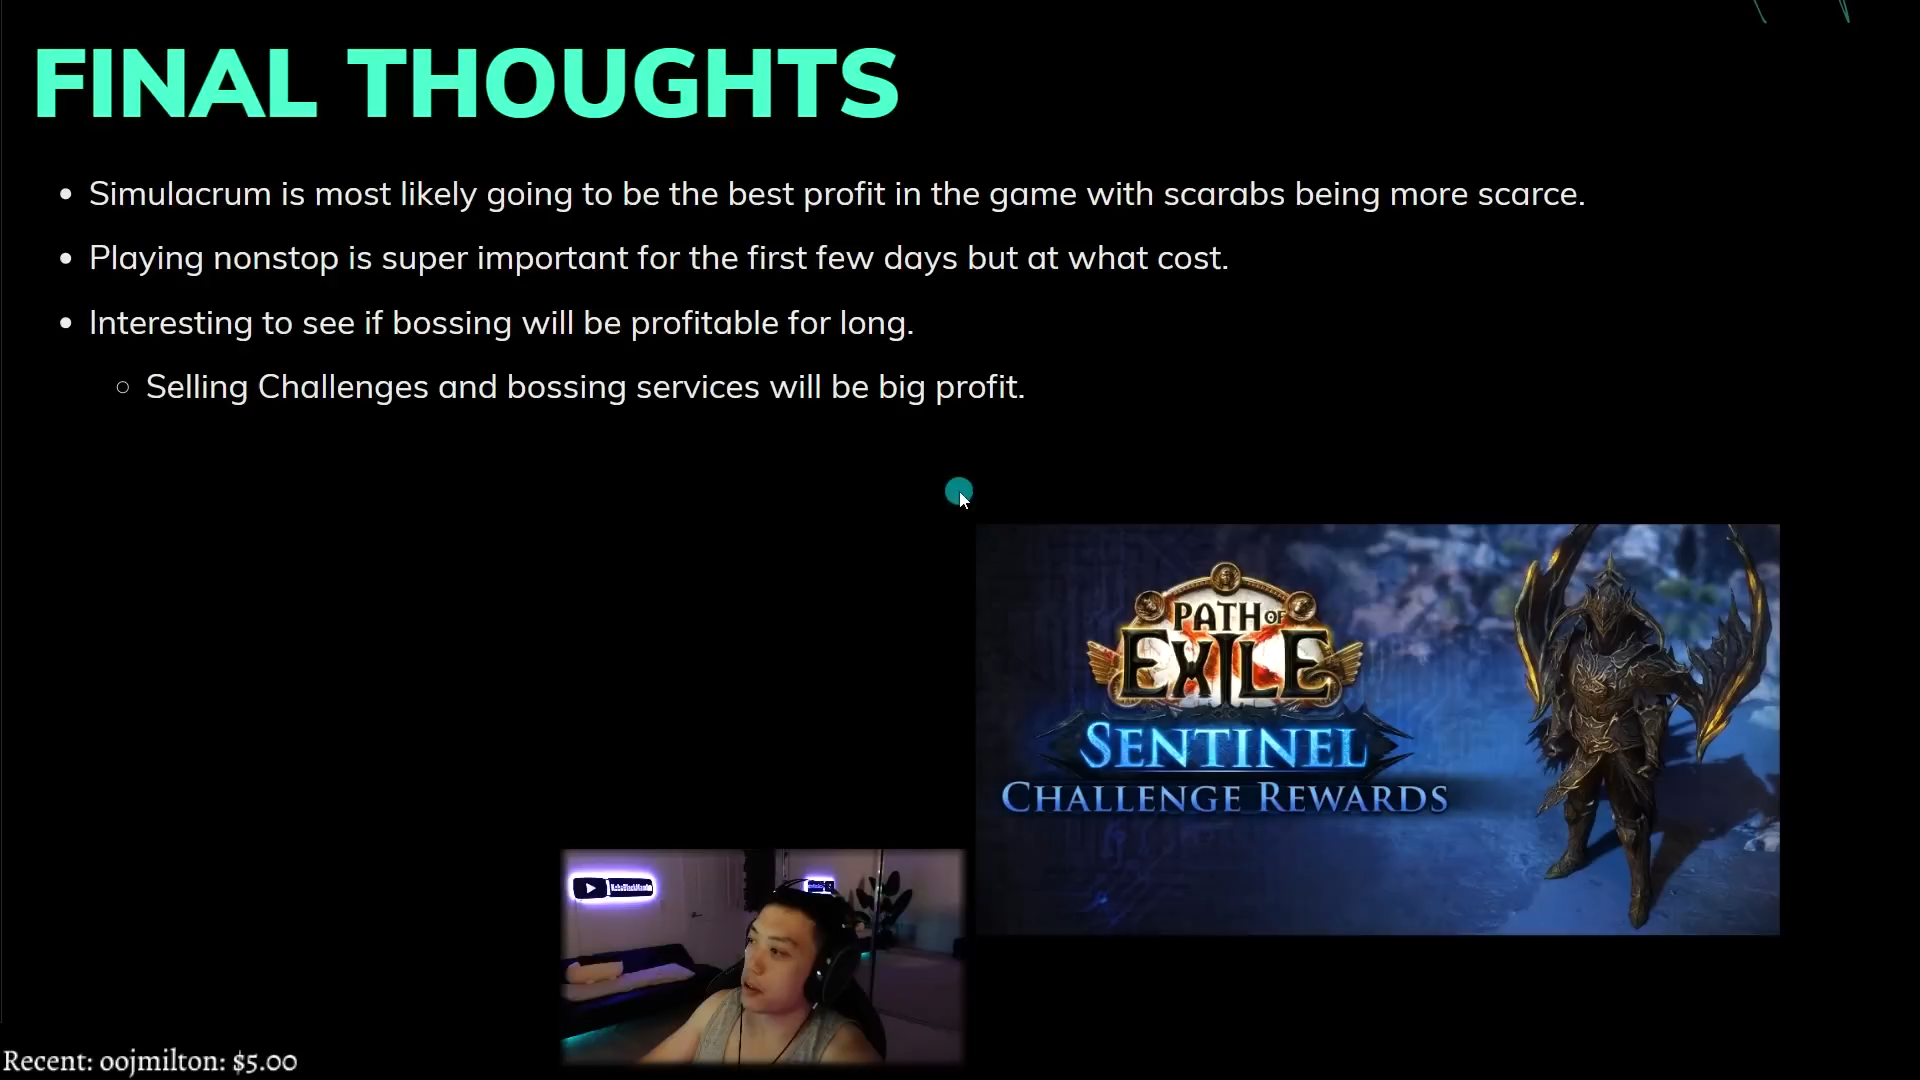 FINAL THOUGHTS
Simulacrum is most likely going to be the best profit in the game with scarabs being more scarce.
Playing nonstop is super important for the first few days but at what cost.
Interesting to see if bossing will be profitable for long.
Selling Challenges and bossing services will be big profit.
PATH OF
EXILE
SENTINEL
CHALLENGE REWARDS
Recent: oojmilton: $5.00